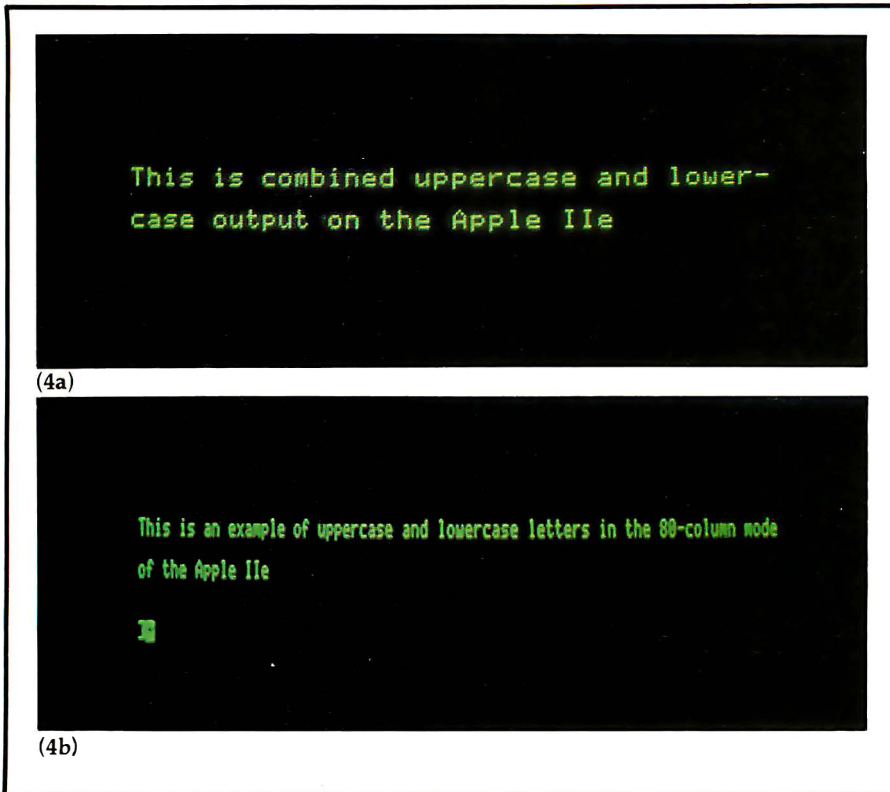 This is combined uppercase and lower-
case output on the Apple IIe
(4a)
This is an example of uppercase and lowercase letters in the 80-column mode
of the Apple IIe
]
(4b)